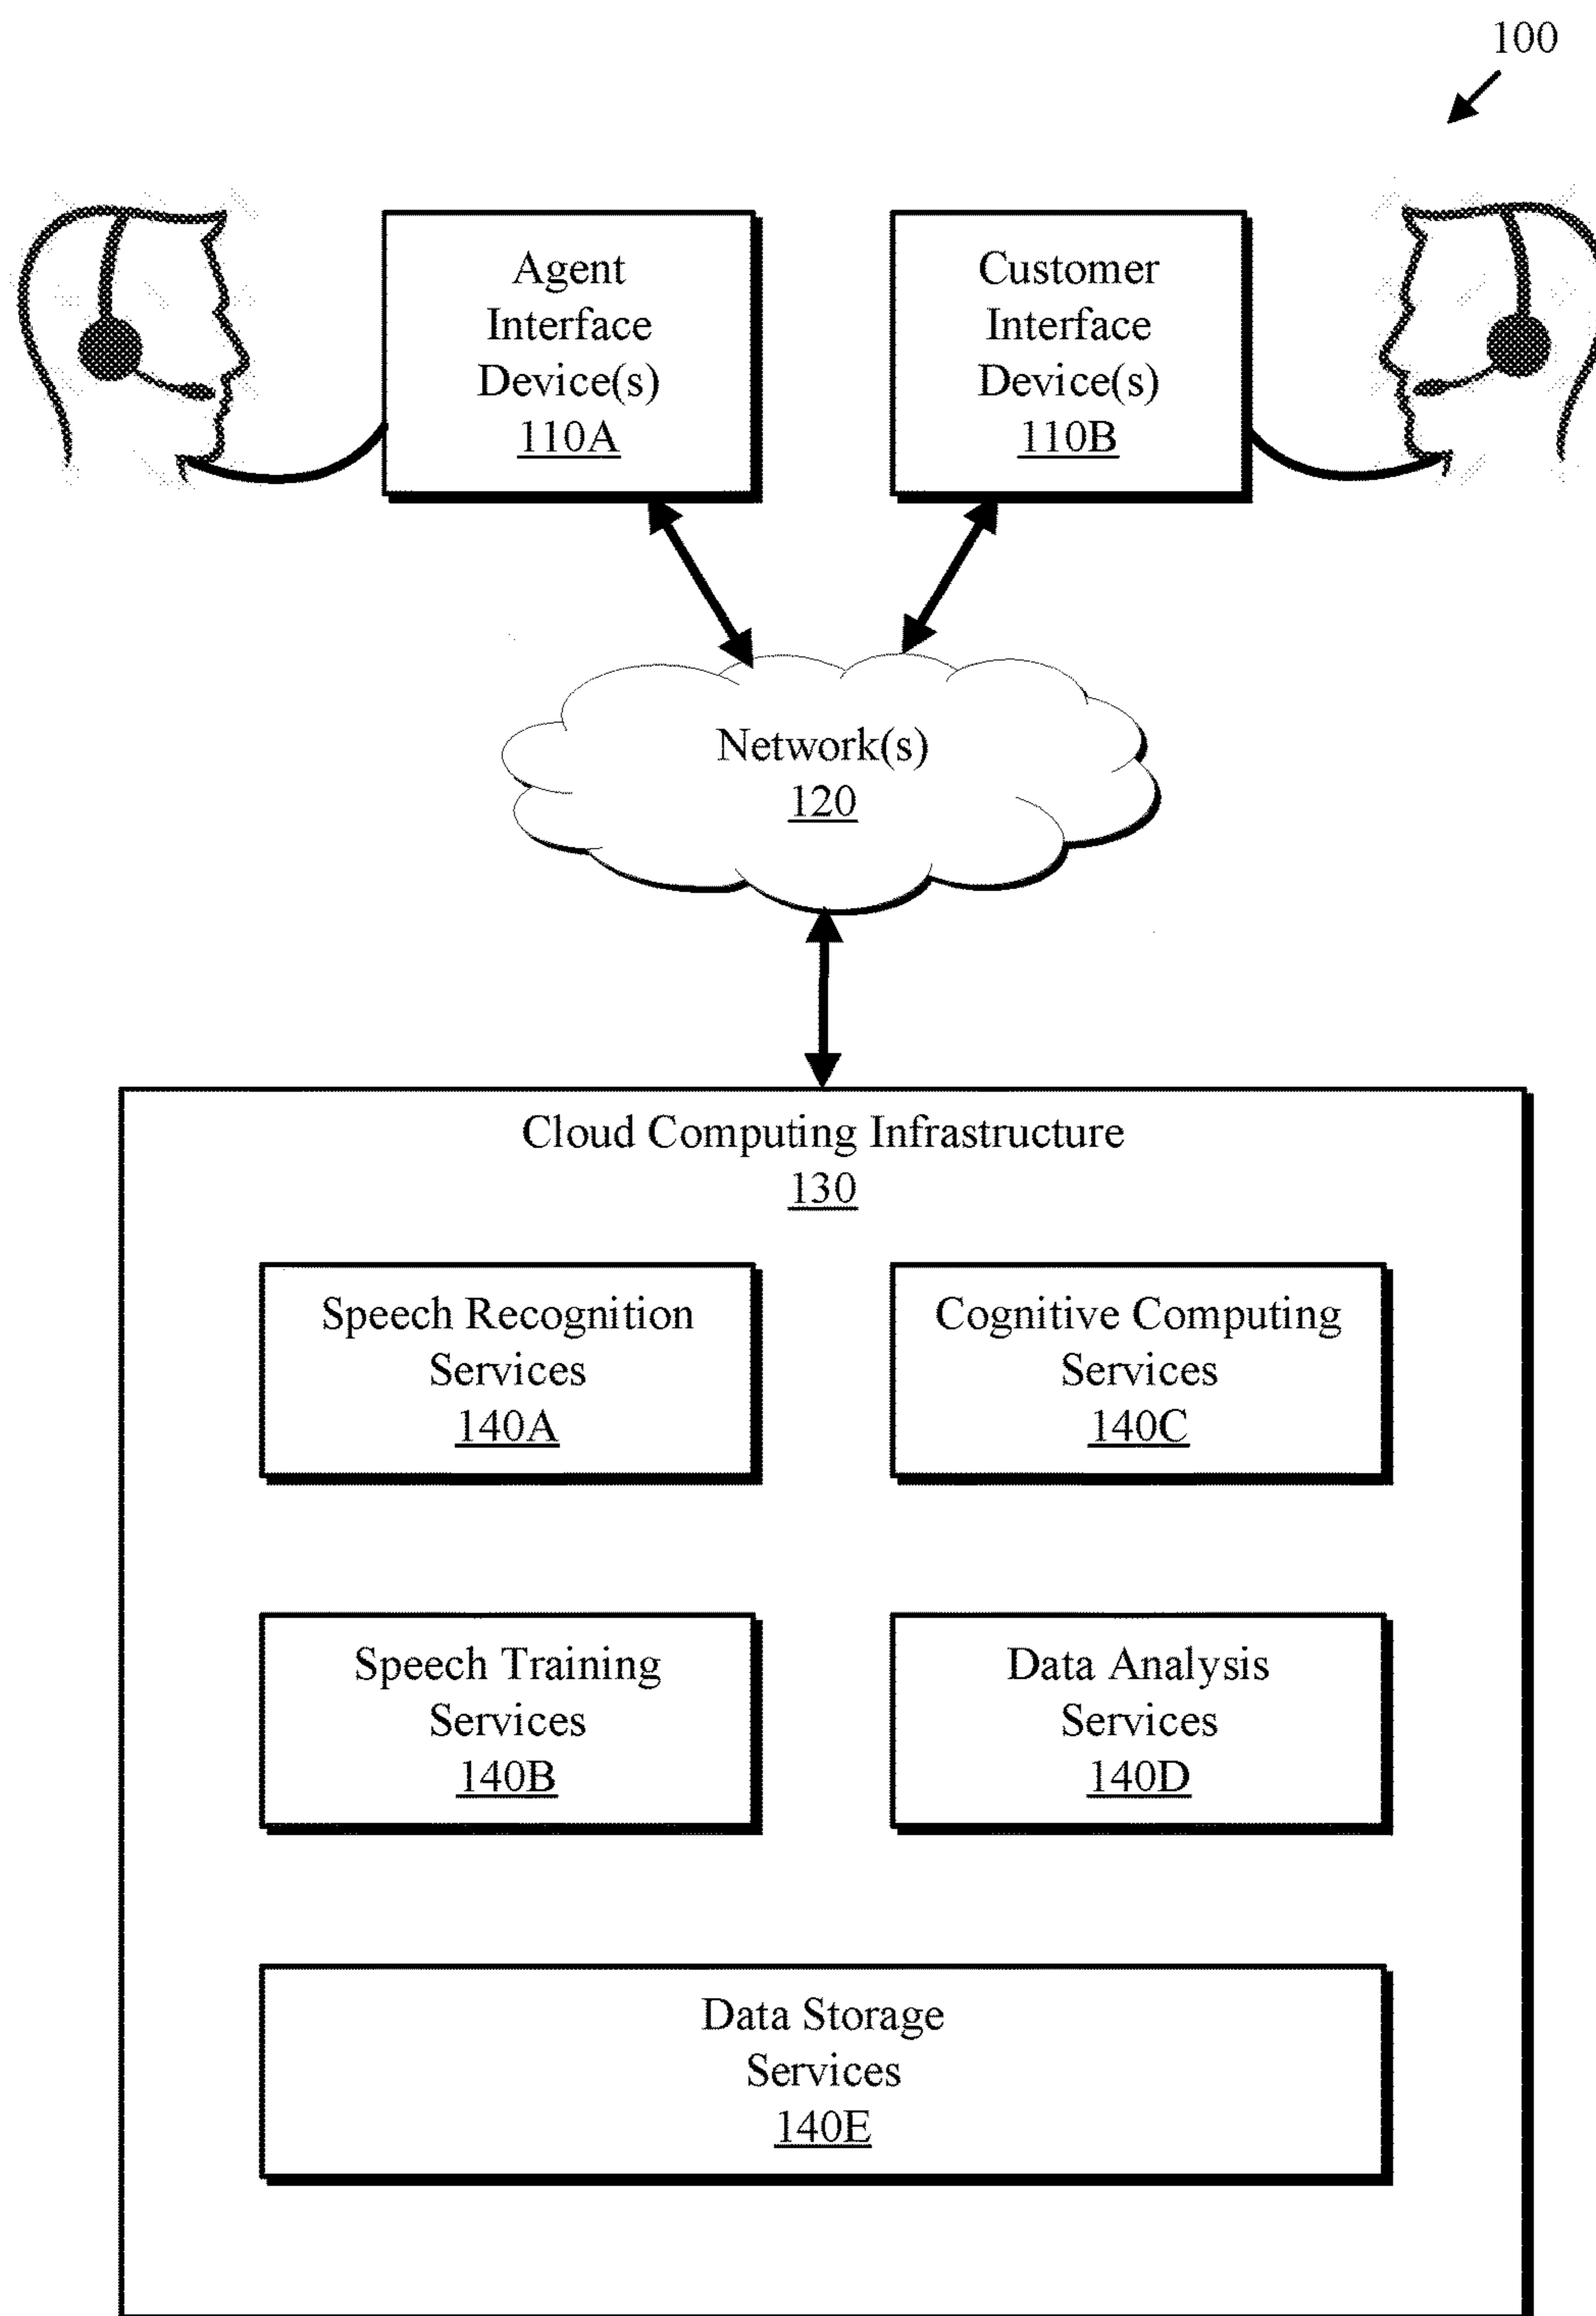 100
Agent
Interface
Device(s)
110A
Customer
Interface
Device(s)
110B
Network(s)
120
Cloud Computing Infrastructure
130
Speech Recognition
Services
140A
Cognitive Computing
Services
140C
Speech Training
Services
140B
Data Analysis
Services
140D
Data Storage
Services
140E